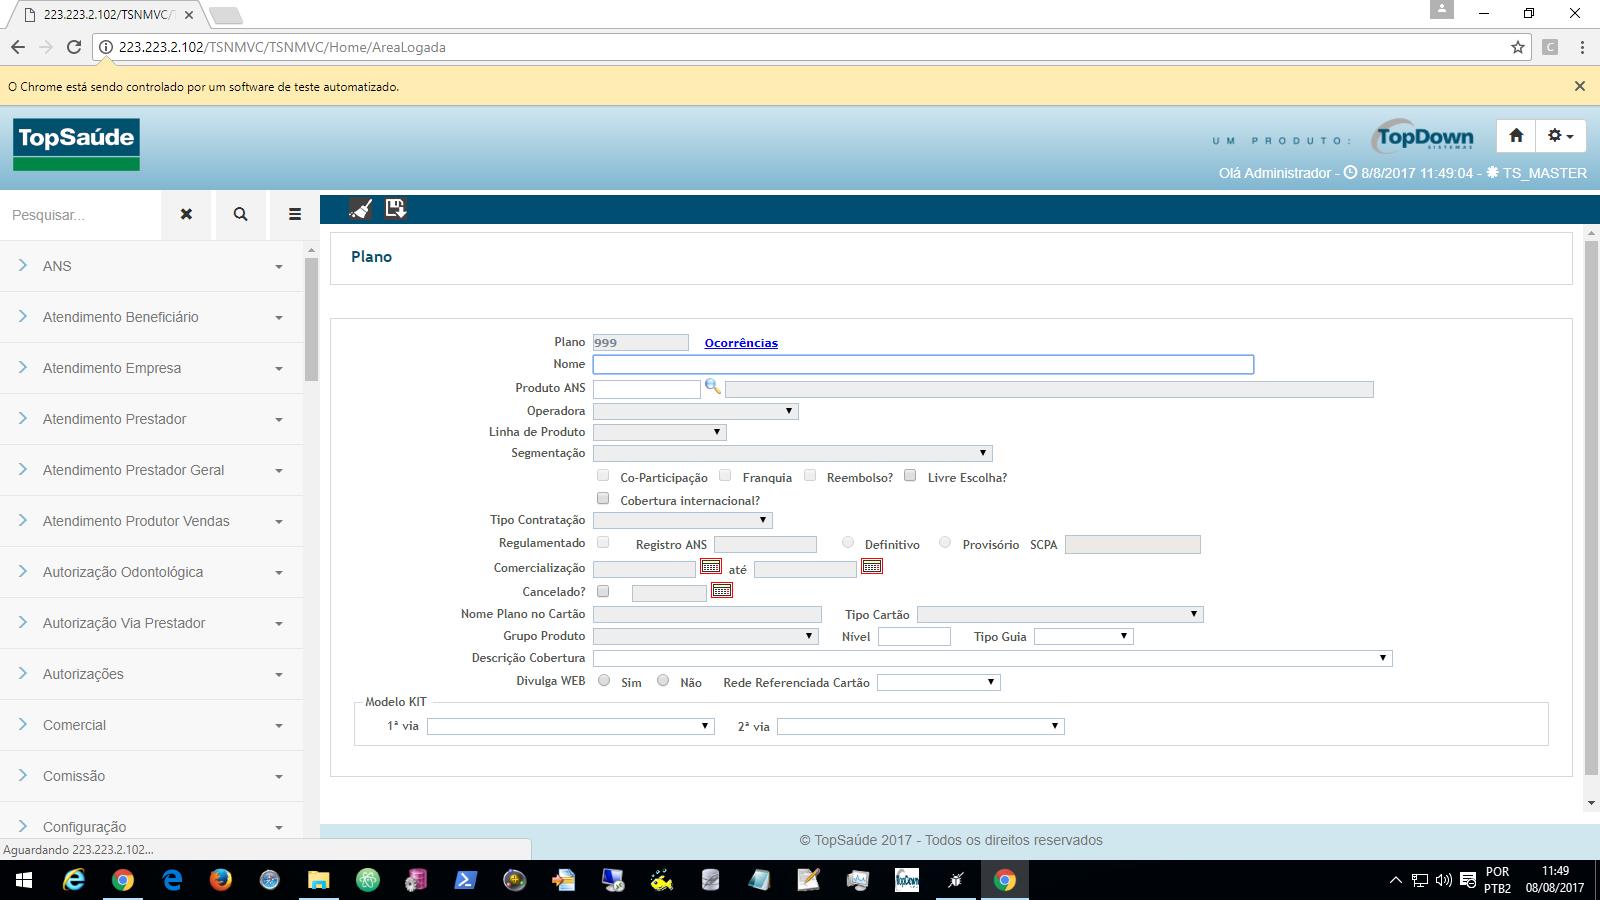 223.223.2.102/TSNMVC/T
223.223.2.102/TSNMVC/TSNMVC/Home/AreaLogada
C
O Chrome está sendo controlado por um software de teste automatizado.
TopSaúde
UM PRODUTO:
TopDown
SISTEMAS
Olá Administrador - 8/8/2017 11:49:04 - TS_MASTER
Pesquisar...
ANS
Atendimento Beneficiário
Atendimento Empresa
Atendimento Prestador
Atendimento Prestador Geral
Atendimento Produtor Vendas
Autorização Odontológica
Autorização Via Prestador
Autorizações
Comercial
Comissão
Configuração
Plano
Plano 999 Ocorrências
Nome
Produto ANS
Operadora
Linha de Produto
Segmentação
Co-Participação Franquia Reembolso? Livre Escolha?
Cobertura internacional?
Tipo Contratação
Regulamentado Registro ANS Definitivo Provisório SCPA
Comercialização até
Cancelado?
Nome Plano no Cartão Tipo Cartão
Grupo Produto Nível Tipo Guia
Descrição Cobertura
Divulga WEB Sim Não Rede Referenciada Cartão
Modelo KIT
1ª via 2ª via
© TopSaúde 2017 - Todos os direitos reservados
Aguardando 223.223.2.102...
TopDown
POR
PTB2
11:49
08/08/2017